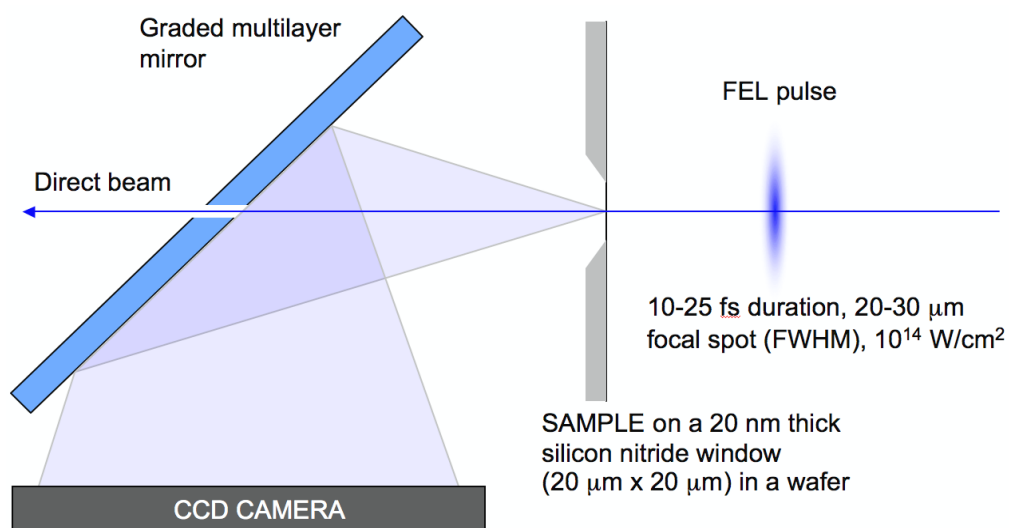 Graded multilayer
mirror
FEL pulse
Direct beam
10-25 fs duration, 20-30 μm
focal spot (FWHM), 10¹⁴ W/cm²
SAMPLE on a 20 nm thick
silicon nitride window
(20 μm x 20 μm) in a wafer
CCD CAMERA